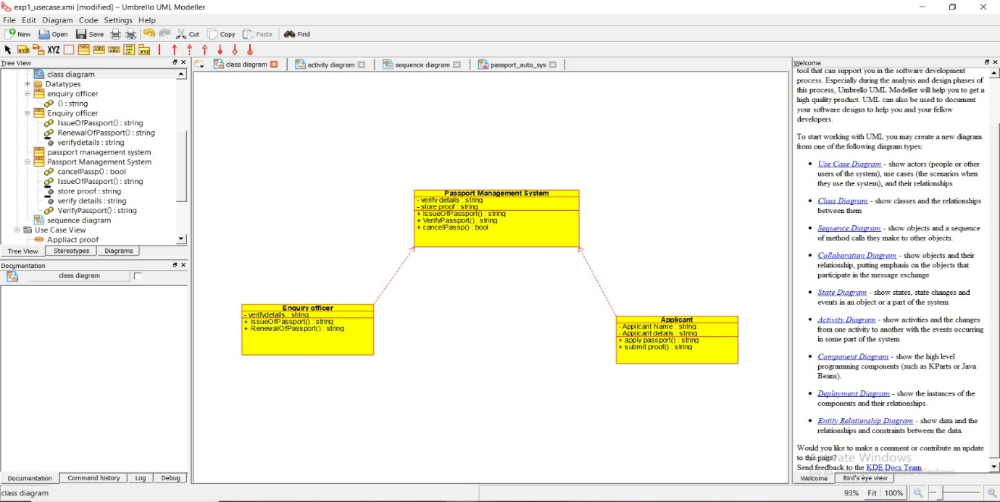 exp1_usecase.xmi [modified] – Umbrello UML Modeller
File Edit Diagram Code Settings Help
New Open Save Cut Copy Paste Find
XYZ
Tree View
class diagram
activity diagram
sequence diagram
passport_auto_sys
Welcome
class diagram
Datatypes
enquiry officer
() : string
Enquiry officer
IssueOfPassport() : string
RenewalOfPassport() : string
verifydetails : string
passport management system
Passport Management System
cancelPassp() : bool
IssueOfPassport() : string
store proof : string
verify details : string
VerifyPassport() : string
sequence diagram
Use Case View
Appliact proof
Tree View Stereotypes Diagrams
Documentation
class diagram
Documentation Command history Log Debug
class diagram
Passport Management System
- verify details : string
- store proof : string
+ IssueOfPassport() : string
+ VerifyPassport() : string
+ cancelPassp() : bool
Enquiry officer
- verifydetails : string
+ IssueOfPassport() : string
+ RenewalOfPassport() : string
Applicant
- Applicant Name : string
- Applicant details : string
+ apply passport() : string
+ submit proof() : string
tool that can support you in the software development
process. Especially during the analysis and design phases of
this process, Umbrello UML Modeller will help you to get a
high quality product. UML can also be used to document
your software designs to help you and your fellow
developers.
To start working with UML you may create a new diagram
from one of the following diagram types:
• Use Case Diagram - show actors (people or other
users of the system), use cases (the scenarios when
they use the system), and their relationships
• Class Diagram - show classes and the relationships
between them
• Sequence Diagram - show objects and a sequence
of method calls they make to other objects.
• Collaboration Diagram - show objects and their
relationship, putting emphasis on the objects that
participate in the message exchange
• State Diagram - show states, state changes and
events in an object or a part of the system
• Activity Diagram - show activities and the changes
from one activity to another with the events occurring
in some part of the system
• Component Diagram - show the high level
programming components (such as KParts or Java
Beans).
• Deployment Diagram - show the instances of the
components and their relationships.
• Entity Relationship Diagram - show data and the
relationships and constraints between the data.
Would you like to make a comment or contribute an update
to this page?
Activate Windows
Send feedback to the KDE Docs Team
Welcome Bird's eye view
93% Fit 100%